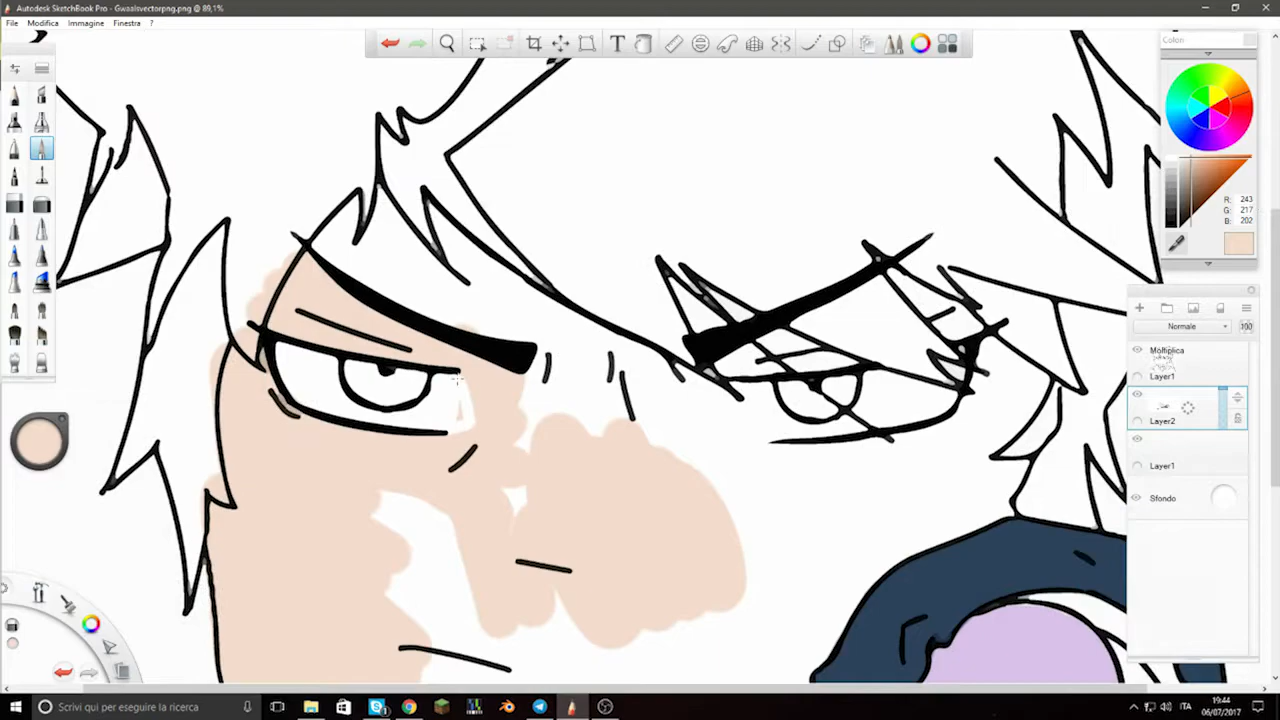 Autodesk SketchBook Pro - Gwaalsvectorpng.png @ 89,1%
File Modifica Immagine Finestra ?
Colori
R: 243
G: 217
B: 202
Normale 100
Moltiplica
Layer1
Layer2
Layer1
Sfondo
Scrivi qui per eseguire la ricerca
ITA
19:44
06/07/2017